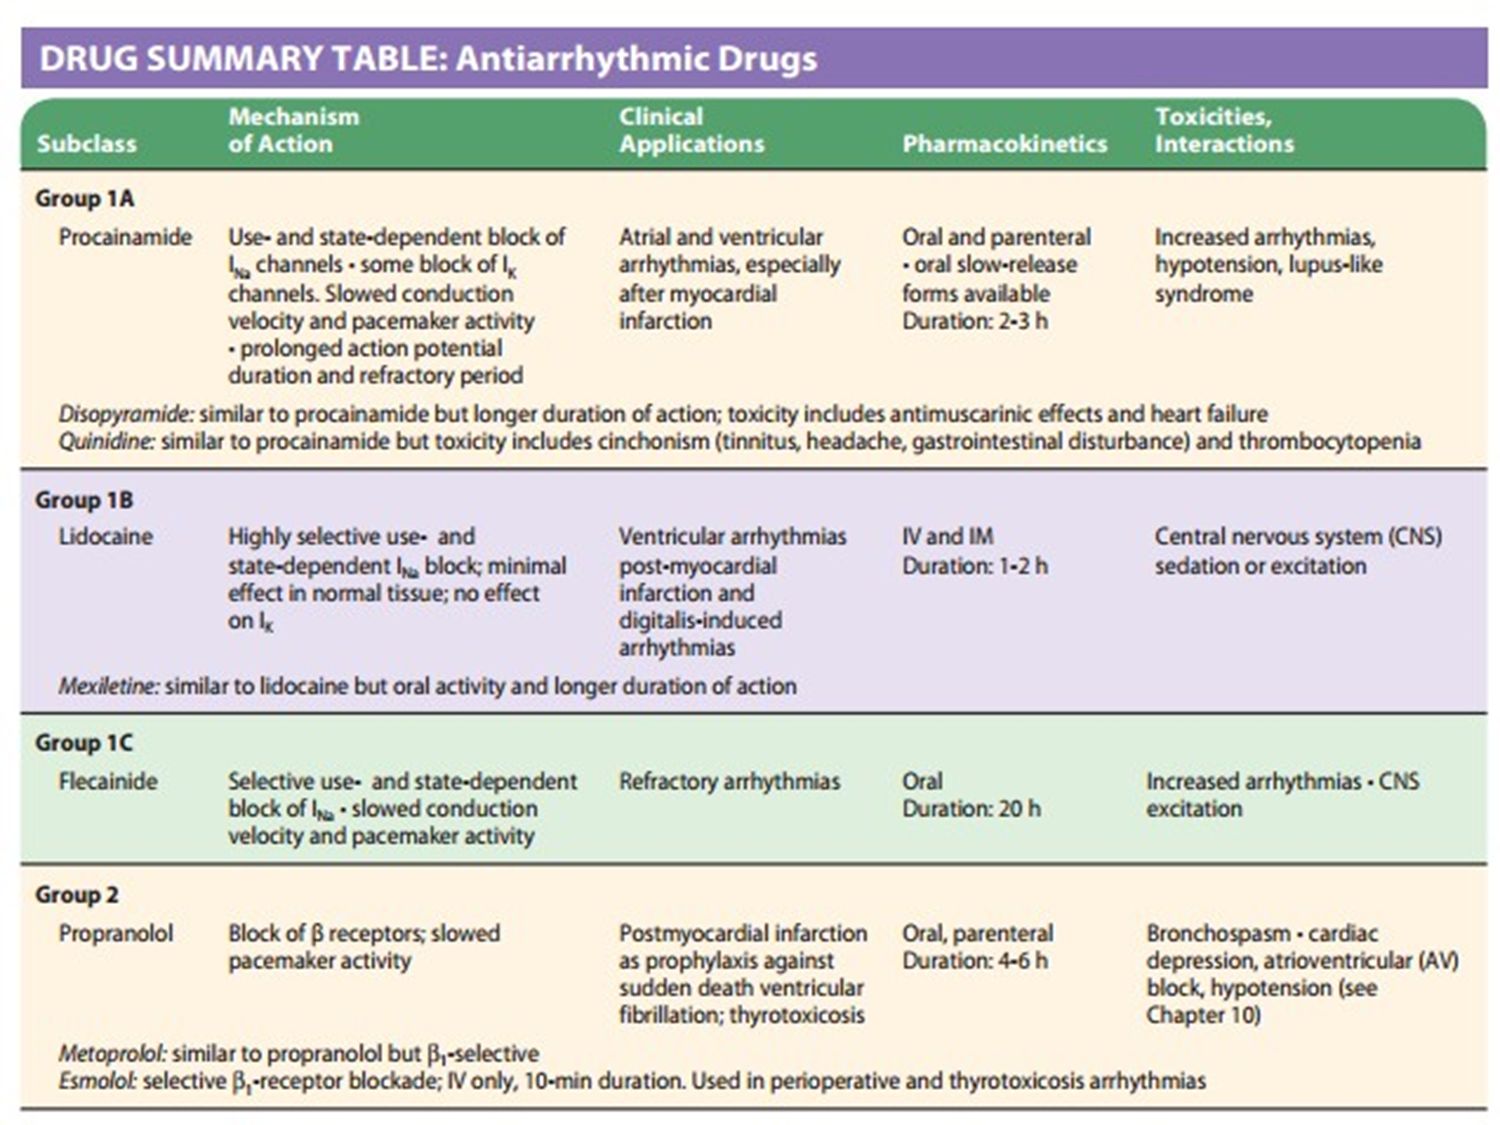 DRUG SUMMARY TABLE: Antiarrhythmic Drugs
Subclass
Mechanism
of Action
Clinical
Applications
Pharmacokinetics
Toxicities,
Interactions
Group 1A
Procainamide
Use- and state-dependent block of
INa channels • some block of IK
channels. Slowed conduction
velocity and pacemaker activity
• prolonged action potential
duration and refractory period
Atrial and ventricular
arrhythmias, especially
after myocardial
infarction
Oral and parenteral
• oral slow-release
forms available
Duration: 2-3 h
Increased arrhythmias,
hypotension, lupus-like
syndrome
Disopyramide: similar to procainamide but longer duration of action; toxicity includes antimuscarinic effects and heart failure
Quinidine: similar to procainamide but toxicity includes cinchonism (tinnitus, headache, gastrointestinal disturbance) and thrombocytopenia
Group 1B
Lidocaine
Highly selective use- and
state-dependent INa block; minimal
effect in normal tissue; no effect
on IK
Ventricular arrhythmias
post-myocardial
infarction and
digitalis-induced
arrhythmias
IV and IM
Duration: 1-2 h
Central nervous system (CNS)
sedation or excitation
Mexiletine: similar to lidocaine but oral activity and longer duration of action
Group 1C
Flecainide
Selective use- and state-dependent
block of INa • slowed conduction
velocity and pacemaker activity
Refractory arrhythmias
Oral
Duration: 20 h
Increased arrhythmias • CNS
excitation
Group 2
Propranolol
Block of β receptors; slowed
pacemaker activity
Postmyocardial infarction
as prophylaxis against
sudden death ventricular
fibrillation; thyrotoxicosis
Oral, parenteral
Duration: 4-6 h
Bronchospasm • cardiac
depression, atrioventricular (AV)
block, hypotension (see
Chapter 10)
Metoprolol: similar to propranolol but β1-selective
Esmolol: selective β1-receptor blockade; IV only, 10-min duration. Used in perioperative and thyrotoxicosis arrhythmias